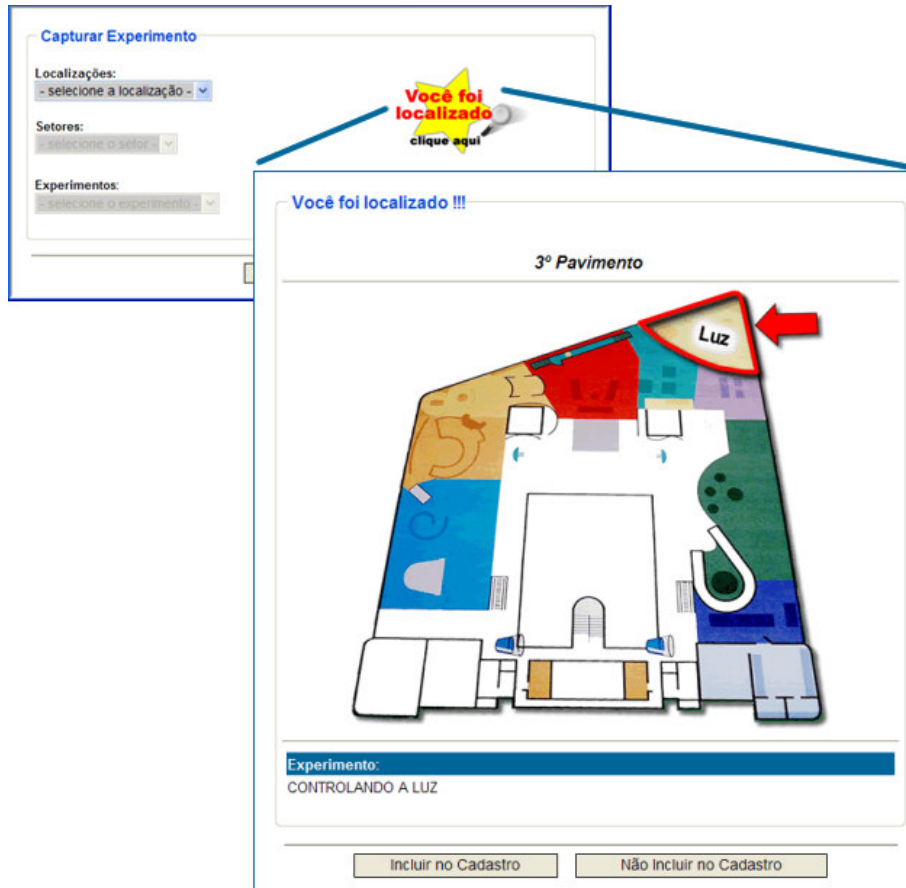 Capturar Experimento
Localizações:
- selecione a localização -
Setores:
- selecione o setor -
Experimentos:
- selecione o experimento -
Você foi
localizado
clique aqui
Você foi localizado !!!
3º Pavimento
Luz
Experimento:
CONTROLANDO A LUZ
Incluir no Cadastro
Não Incluir no Cadastro